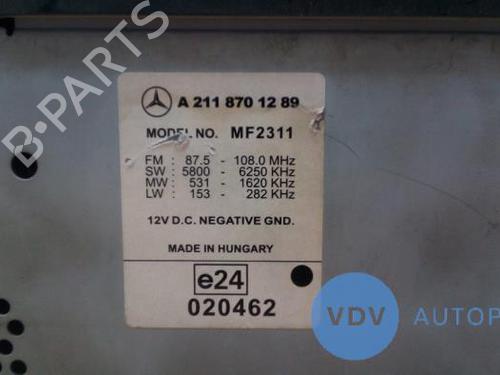 A 211 870 12 89
MODEL NO. MF2311
FM : 87.5 - 108.0 MHz
SW : 5800 - 6250 KHz
MW : 531 - 1620 KHz
LW : 153 - 282 KHz
12V D.C. NEGATIVE GND.
MADE IN HUNGARY
e24
020462
B-PARTS
VDV AUTOP